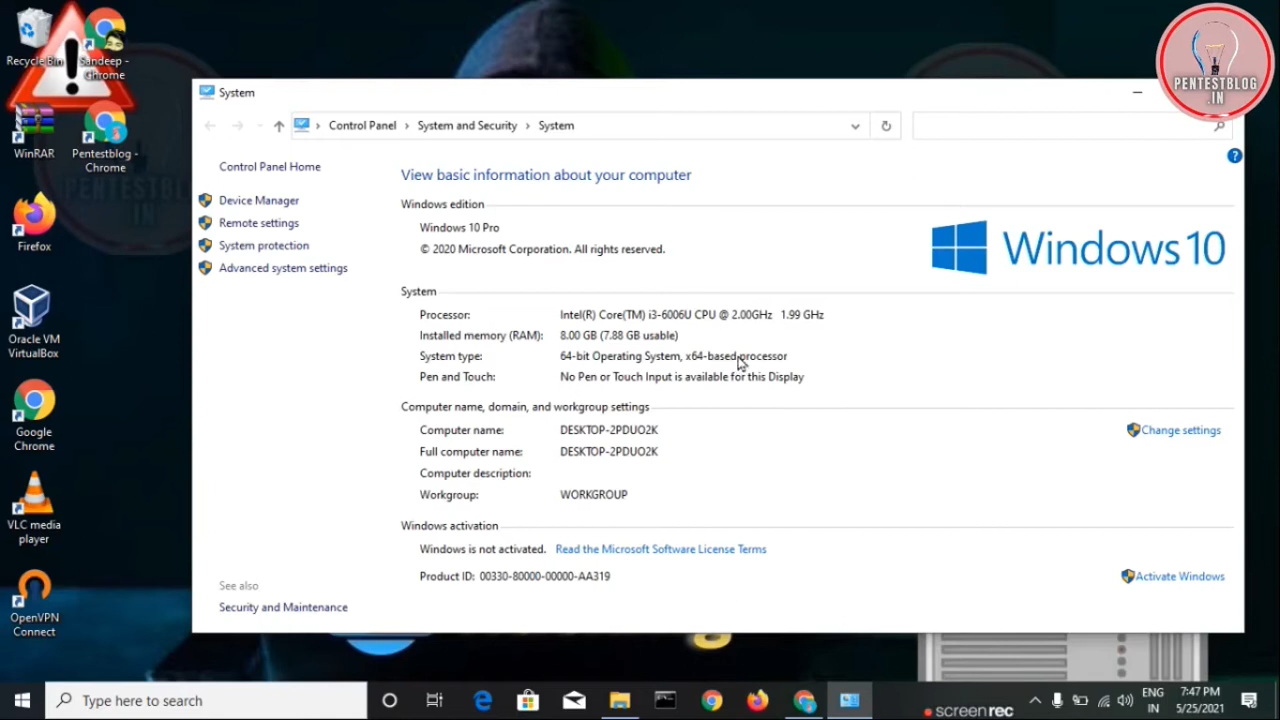 Recycle Bin
Sandeep -
Chrome
WinRAR
Pentestblog -
Chrome
Firefox
Oracle VM
VirtualBox
Google
Chrome
VLC media
player
OpenVPN
Connect
PENTESTBLOG
.IN
System
Control Panel › System and Security › System
Control Panel Home
Device Manager
Remote settings
System protection
Advanced system settings
See also
Security and Maintenance
View basic information about your computer
Windows edition
Windows 10 Pro
© 2020 Microsoft Corporation. All rights reserved.
Windows 10
System
Processor: Intel(R) Core(TM) i3-6006U CPU @ 2.00GHz 1.99 GHz
Installed memory (RAM): 8.00 GB (7.88 GB usable)
System type: 64-bit Operating System, x64-based processor
Pen and Touch: No Pen or Touch Input is available for this Display
Computer name, domain, and workgroup settings
Computer name: DESKTOP-2PDUO2K
Change settings
Full computer name: DESKTOP-2PDUO2K
Computer description:
Workgroup: WORKGROUP
Windows activation
Windows is not activated. Read the Microsoft Software License Terms
Product ID: 00330-80000-00000-AA319
Activate Windows
Type here to search
screenrec
ENG
IN
7:47 PM
5/25/2021